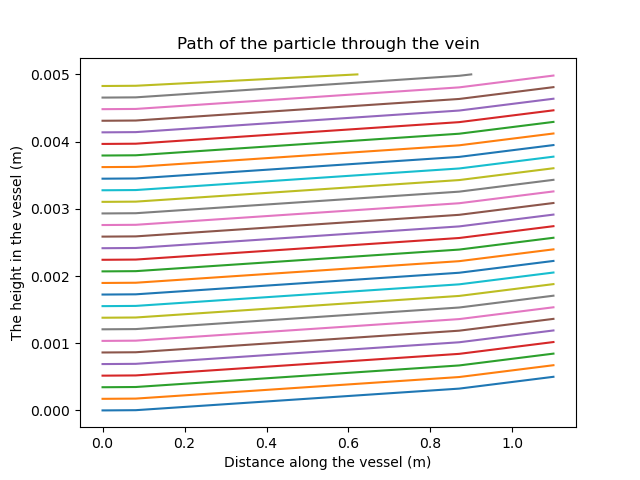 Path of the particle through the vein
The height in the vessel (m)
0.005
0.004
0.003
0.002
0.001
0.000
0.0 0.2 0.4 0.6 0.8 1.0
Distance along the vessel (m)